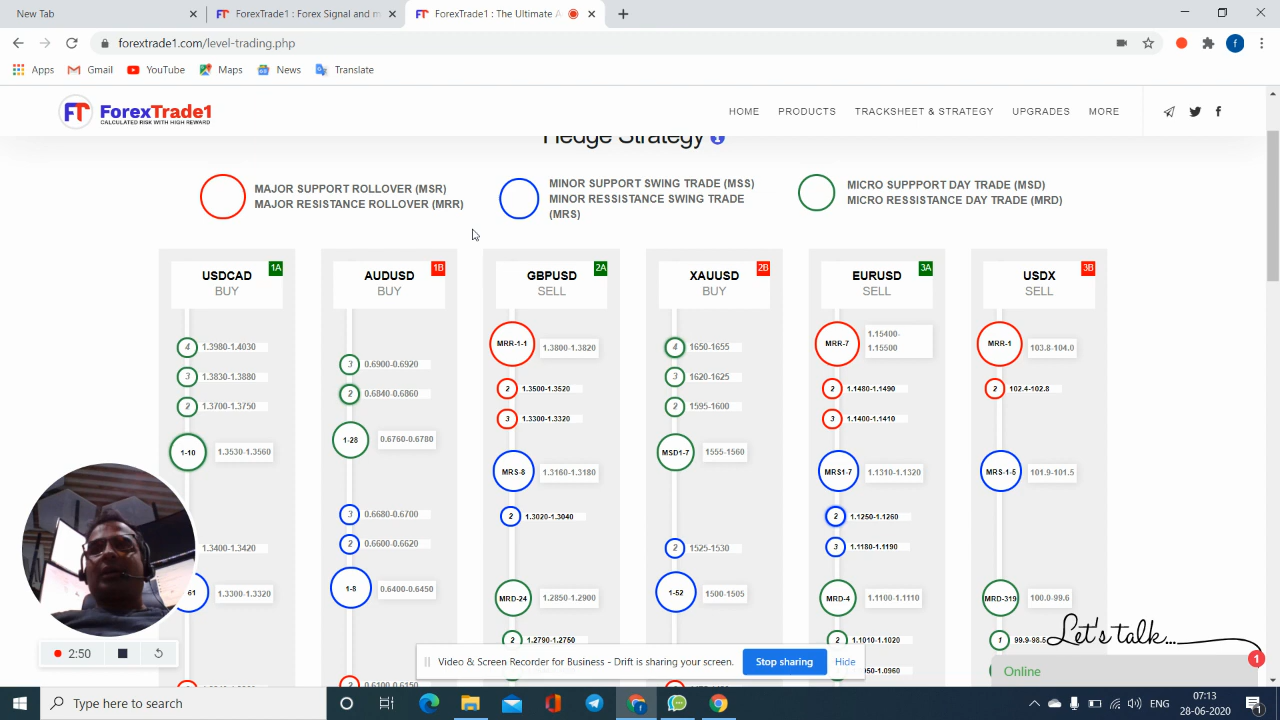 New Tab
ForexTrade1 : Forex Signal and m
ForexTrade1 : The Ultimate A
forextrade1.com/level-trading.php
f
Apps
Gmail
YouTube
Maps
News
Translate
FT ForexTrade1
CALCULATED RISK WITH HIGH REWARD
HOME
SHEET & STRATEGY
UPGRADES
MORE
Hedge Strategy
MAJOR SUPPORT ROLLOVER (MSR)
MAJOR RESISTANCE ROLLOVER (MRR)
MINOR SUPPORT SWING TRADE (MSS)
MINOR RESSISTANCE SWING TRADE
(MRS)
MICRO SUPPPORT DAY TRADE (MSD)
MICRO RESSISTANCE DAY TRADE (MRD)
USDCAD
1A
BUY
4 1.3980-1.4030
3 1.3830-1.3880
2 1.3700-1.3750
1-10 1.3530-1.3560
1.3400-1.3420
61 1.3300-1.3320
AUDUSD
1B
BUY
3 0.6900-0.6920
2 0.6840-0.6860
1-28 0.6760-0.6780
3 0.6680-0.6700
2 0.6600-0.6620
1-8 0.6400-0.6450
GBPUSD
2A
SELL
MRR-1-1 1.3800-1.3820
2 1.3500-1.3520
3 1.3300-1.3320
MRS-8 1.3160-1.3180
2 1.3020-1.3040
MRD-24 1.2850-1.2900
2 1.2790-1.2750
XAUUSD
2B
BUY
4 1650-1655
3 1620-1625
2 1595-1600
MSD1-7 1555-1560
2 1525-1530
1-52 1500-1505
EURUSD
3A
SELL
MRR-7 1.15400-
1.15500
2 1.1480-1.1490
3 1.1400-1.1410
MRS1-7 1.1310-1.1320
2 1.1250-1.1260
3 1.1180-1.1190
MRD-4 1.1100-1.1110
2 1.1010-1.1020
USDX
3B
SELL
MRR-1 103.8-104.0
2 102.4-102.8
MRS-1-5 101.9-101.5
MRD-319 100.0-99.6
1 99.9-98.5
Let's talk...
Online
1
2:50
Video & Screen Recorder for Business - Drift is sharing your screen.
Stop sharing
Hide
Type here to search
07:13
28-06-2020
1